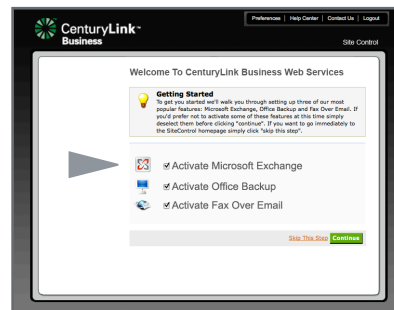 CenturyLink™
Business
Preferences | Help Center | Contact Us | Logout
Site Control
Welcome To CenturyLink Business Web Services
Getting Started
To get you started we'll walk you through setting up three of our most
popular features: Microsoft Exchange, Office Backup and Fax Over Email. If
you'd prefer not to activate some of these features at this time simply
deselect them before clicking "continue". If you want to go immediately to
the SiteControl homepage simply click "skip this step".
Activate Microsoft Exchange
Activate Office Backup
Activate Fax Over Email
Skip This Step Continue